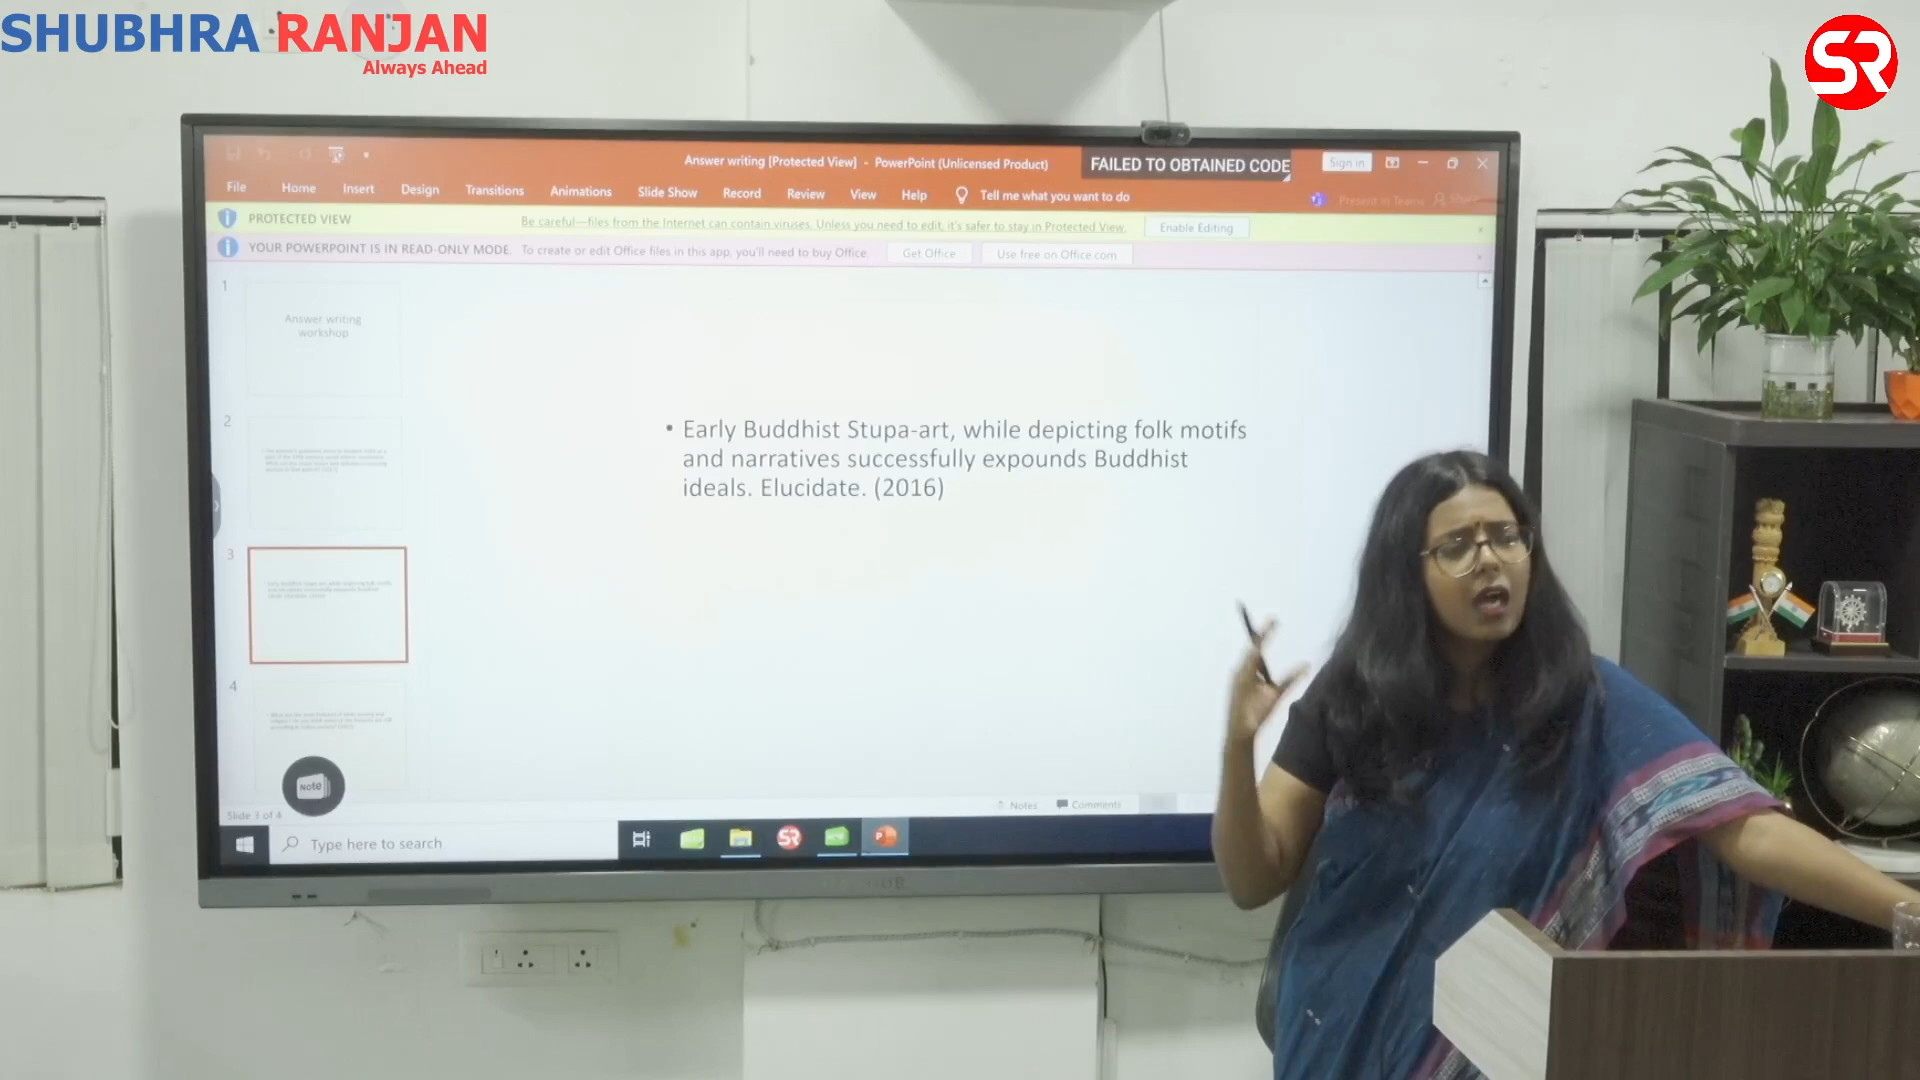 SHUBHRA RANJAN
Always Ahead
SR
Answer writing [Protected View] - PowerPoint (Unlicensed Product)
FAILED TO OBTAINED CODE
Sign in
File Home Insert Design Transitions Animations Slide Show Record Review View Help Tell me what you want to do
Present in Teams Share
PROTECTED VIEW Be careful—files from the Internet can contain viruses. Unless you need to edit, it's safer to stay in Protected View. Enable Editing
YOUR POWERPOINT IS IN READ-ONLY MODE. To create or edit Office files in this app, you'll need to buy Office. Get Office Use free on Office.com
1
Answer writing
workshop
2
3
4
• Early Buddhist Stupa-art, while depicting folk motifs
and narratives successfully expounds Buddhist
ideals. Elucidate. (2016)
Note
Slide 3 of 4
Notes Comments
Type here to search
SR